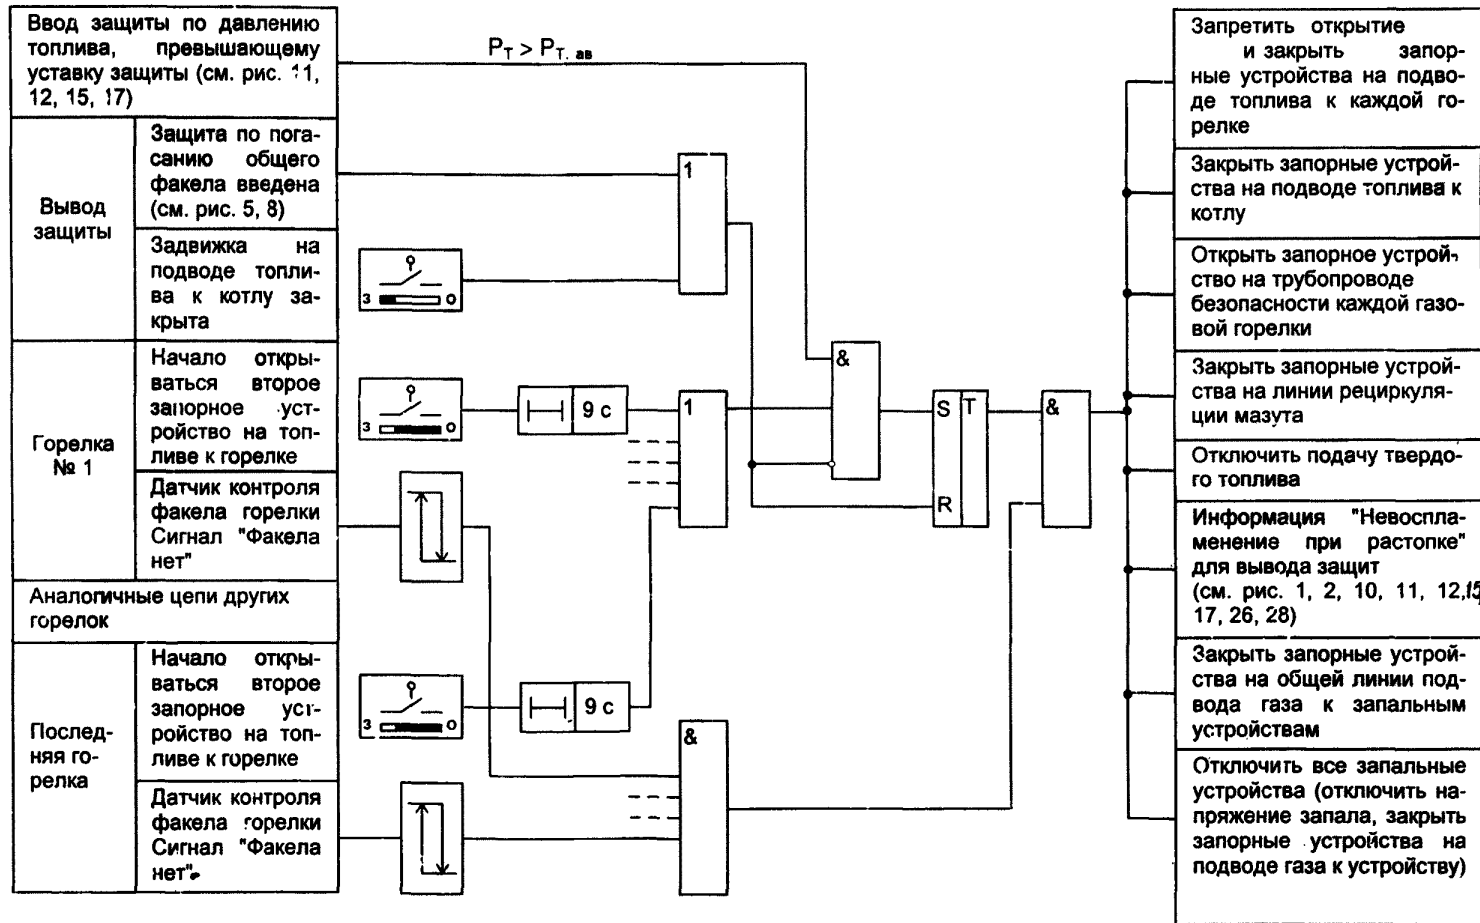 Ввод защиты по давлению
топлива, превышающему
уставку защиты (см. рис. 11,
12, 15, 17)
Вывод
защиты
Защита по пога-
санию общего
факела введена
(см. рис. 5, 8)
Задвижка на
подводе топли-
ва к котлу за-
крыта
Горелка
№ 1
Начало откры-
ваться второе
запорное уст-
ройство на топ-
ливе к горелке
Датчик контроля
факела горелки
Сигнал "Факела
нет"
Аналогичные цепи других
горелок
Послед-
няя го-
релка
Начало откры-
ваться второе
запорное уст-
ройство на топ-
ливе к горелке
Датчик контроля
факела горелки
Сигнал "Факела
нет".
Pт > Pт. ав
1
З О
З О
9 с
1
З О
9 с
&
&
S T
R
&
Запретить открытие
и закрыть запор-
ные устройства на подво-
де топлива к каждой го-
релке
Закрыть запорные устрой-
ства на подводе топлива к
котлу
Открыть запорное устрой-
ство на трубопроводе
безопасности каждой газо-
вой горелки
Закрыть запорные устрой-
ства на линии рециркуля-
ции мазута
Отключить подачу твердо-
го топлива
Информация "Невоспла-
менение при растопке"
для вывода защит
(см. рис. 1, 2, 10, 11, 12,15
17, 26, 28)
Закрыть запорные устрой-
ства на общей линии под-
вода газа к запальным
устройствам
Отключить все запальные
устройства (отключить на-
пряжение запала, закрыть
запорные устройства на
подводе газа к устройству)